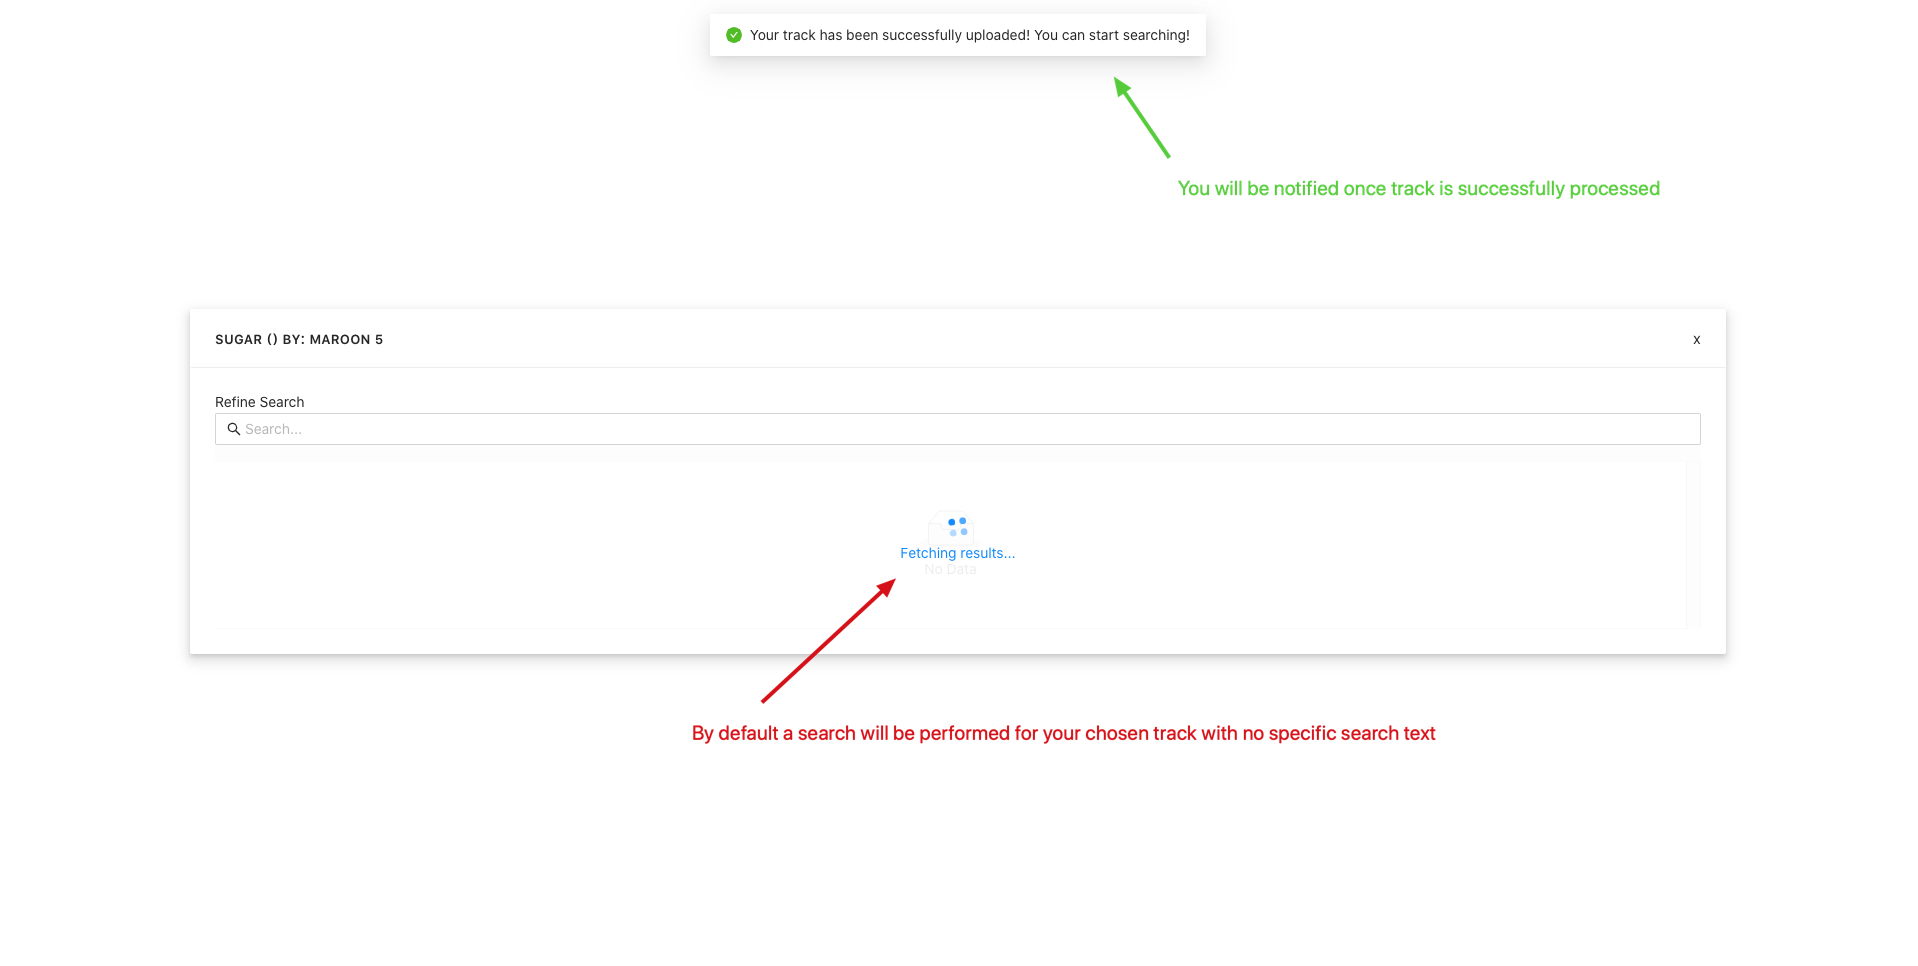 Your track has been successfully uploaded! You can start searching!
You will be notified once track is successfully processed
SUGAR () BY: MAROON 5
x
Refine Search
Search...
Fetching results...
No Data
By default a search will be performed for your chosen track with no specific search text